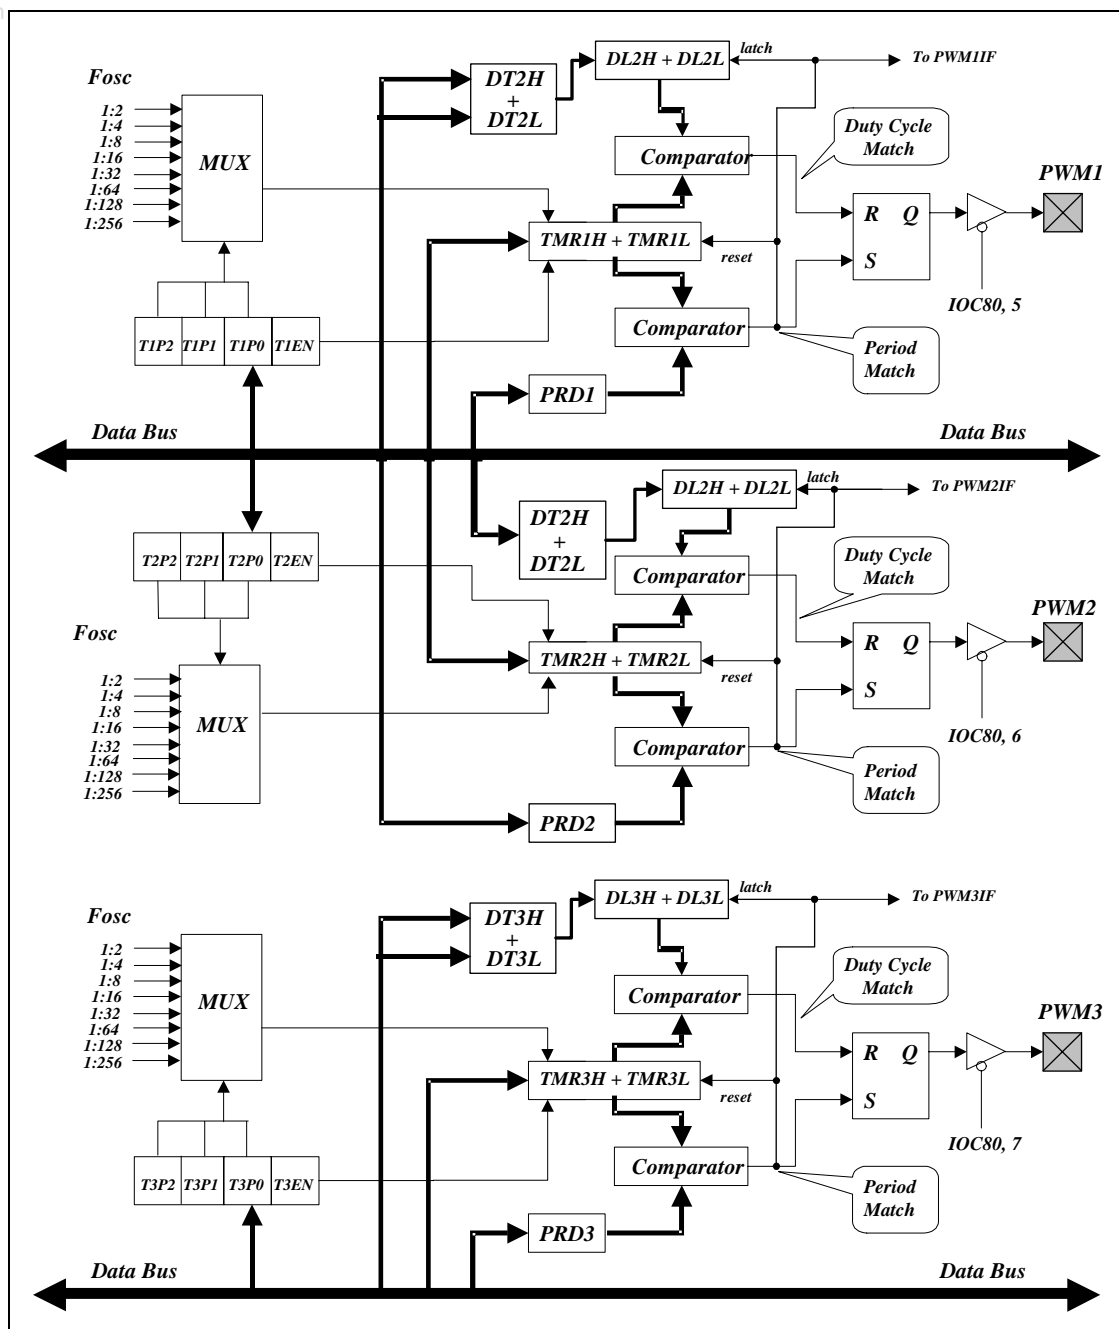 DL2H + DL2L
latch
To PWM1IF
Fosc
DT2H
+
DT2L
1:2
1:4
1:8
1:16
1:32
1:64
1:128
1:256
MUX
Comparator
Duty Cycle
Match
PWM1
R Q
S
TMR1H + TMR1L
reset
IOC80, 5
T1P2 T1P1 T1P0 T1EN
Comparator
Period
Match
PRD1
Data Bus
Data Bus
DL2H + DL2L
latch
To PWM2IF
DT2H
+
DT2L
T2P2 T2P1 T2P0 T2EN
Comparator
Duty Cycle
Match
PWM2
Fosc
1:2
1:4
1:8
1:16
1:32
1:64
1:128
1:256
MUX
TMR2H + TMR2L
reset
R Q
S
IOC80, 6
Comparator
Period
Match
PRD2
DL3H + DL3L
latch
To PWM3IF
Fosc
DT3H
+
DT3L
1:2
1:4
1:8
1:16
1:32
1:64
1:128
1:256
MUX
Comparator
Duty Cycle
Match
PWM3
R Q
S
TMR3H + TMR3L
reset
IOC80, 7
T3P2 T3P1 T3P0 T3EN
Comparator
Period
Match
PRD3
Data Bus
Data Bus